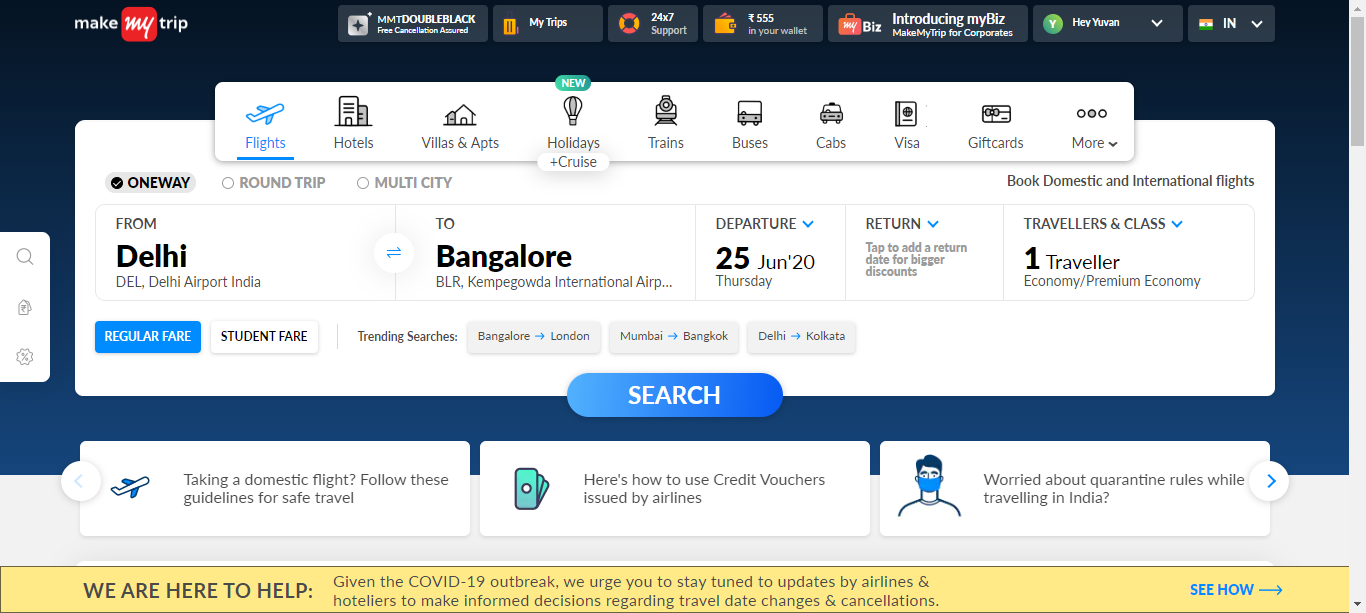 make my trip
MMTDOUBLEBLACK
Free Cancellation Assured
My Trips
24x7
Support
₹ 555
in your wallet
my Biz
Introducing myBiz
MakeMyTrip for Corporates
Y
Hey Yuvan
IN
NEW
Flights
Hotels
Villas & Apts
Holidays
+Cruise
Trains
Buses
Cabs
Visa
Giftcards
More
ONEWAY
ROUND TRIP
MULTI CITY
Book Domestic and International flights
FROM
Delhi
DEL, Delhi Airport India
TO
Bangalore
BLR, Kempegowda International Airp...
DEPARTURE
25 Jun'20
Thursday
RETURN
Tap to add a return
date for bigger
discounts
TRAVELLERS & CLASS
1 Traveller
Economy/Premium Economy
REGULAR FARE
STUDENT FARE
Trending Searches:
Bangalore → London
Mumbai → Bangkok
Delhi → Kolkata
SEARCH
Taking a domestic flight? Follow these
guidelines for safe travel
Here's how to use Credit Vouchers
issued by airlines
Worried about quarantine rules while
travelling in India?
WE ARE HERE TO HELP:
Given the COVID-19 outbreak, we urge you to stay tuned to updates by airlines &
hoteliers to make informed decisions regarding travel date changes & cancellations.
SEE HOW